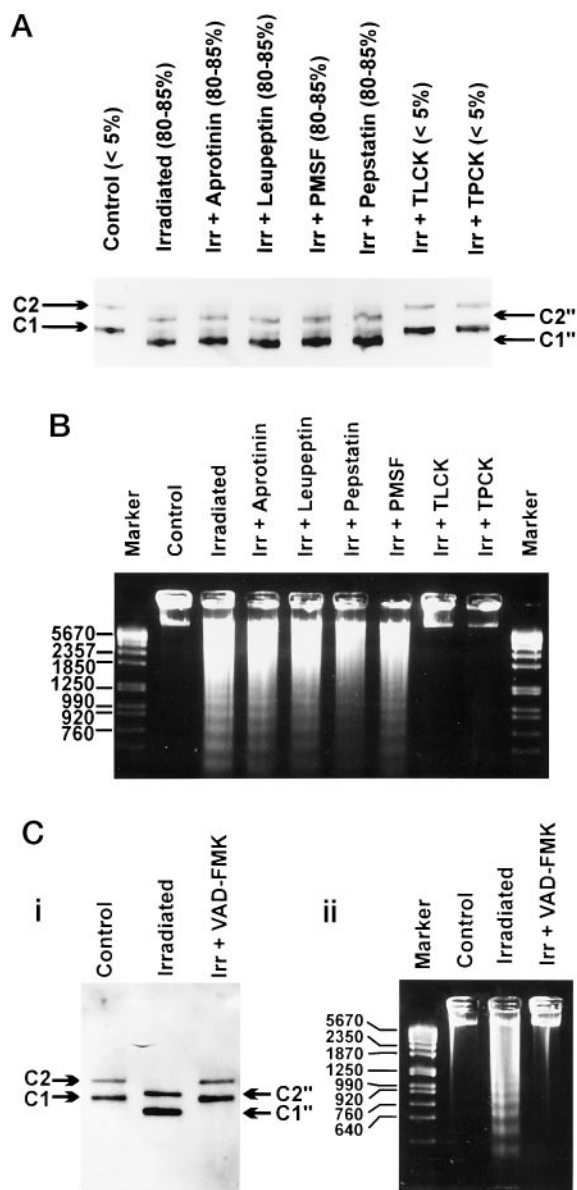 A
Control (< 5%)
Irradiated (80-85%)
Irr + Aprotinin (80-85%)
Irr + Leupeptin (80-85%)
Irr + PMSF (80-85%)
Irr + Pepstatin (80-85%)
Irr + TLCK (< 5%)
Irr + TPCK (< 5%)
C2
C1
C2"
C1"
B
Marker
Control
Irradiated
Irr + Aprotinin
Irr + Leupeptin
Irr + Pepstatin
Irr + PMSF
Irr + TLCK
Irr + TPCK
Marker
5670
2357
1850
1250
990
920
760
C
i
Control
Irradiated
Irr + VAD-FMK
C2
C1
C2"
C1"
ii
Marker
Control
Irradiated
Irr + VAD-FMK
5670
2350
1870
1250
990
920
760
640